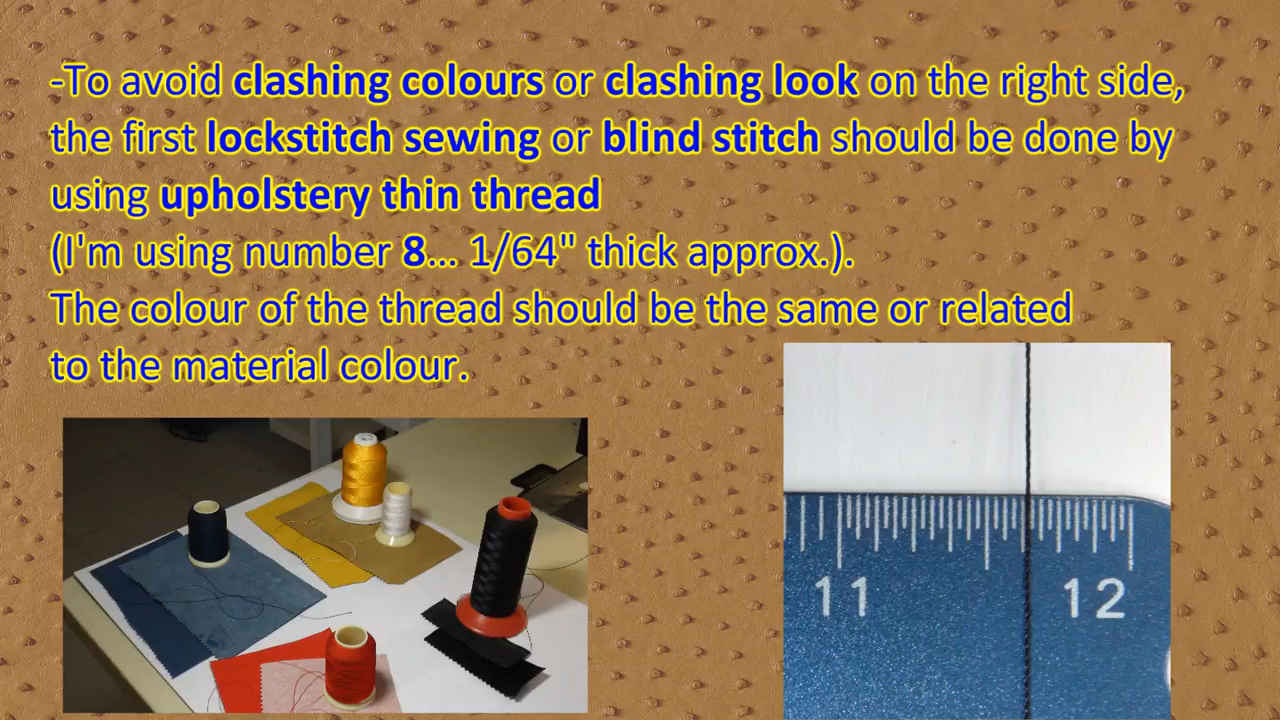 -To avoid clashing colours or clashing look on the right side,
the first lockstitch sewing or blind stitch should be done by
using upholstery thin thread
(I'm using number 8... 1/64" thick approx.).
The colour of the thread should be the same or related
to the material colour.
11 12